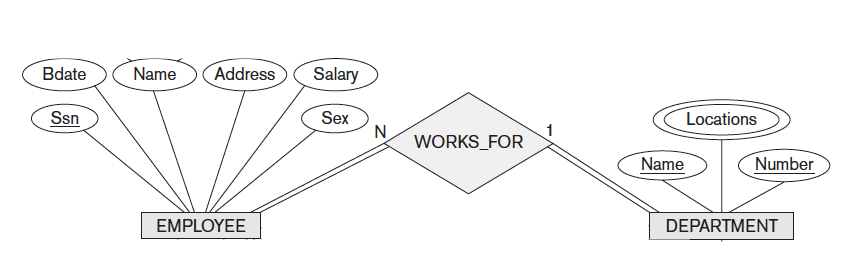 Bdate
Name
Address
Salary
Ssn
Sex
N
WORKS_FOR
1
Locations
Name
Number
EMPLOYEE
DEPARTMENT